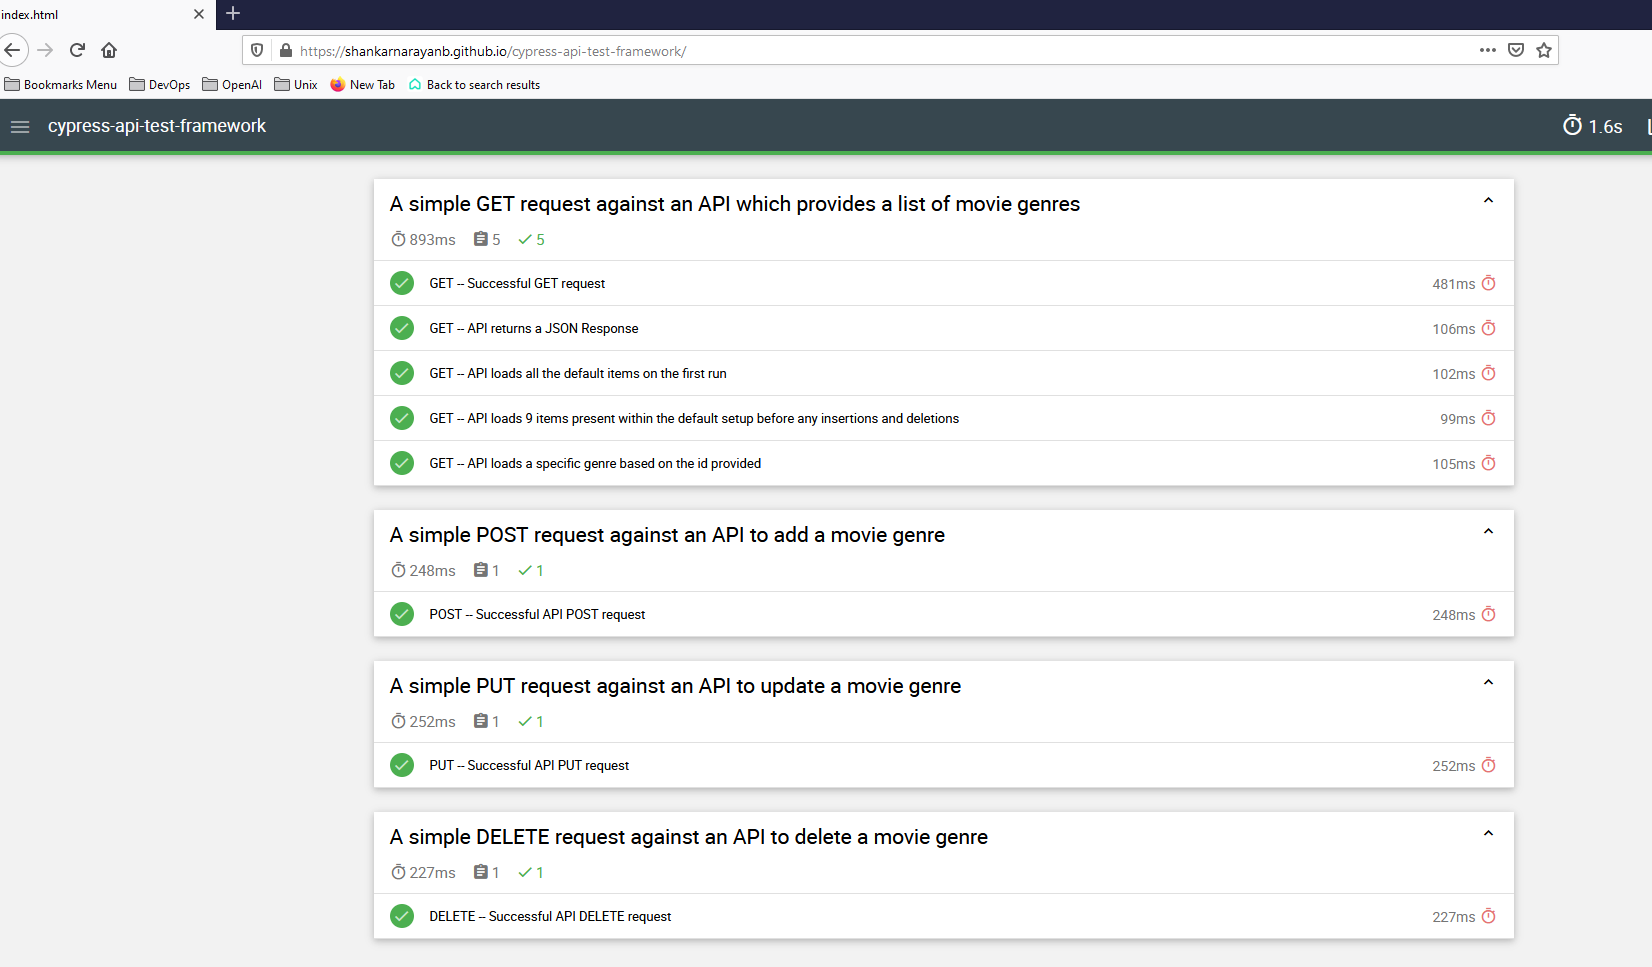 index.html
https://shankarnarayanb.github.io/cypress-api-test-framework/
Bookmarks Menu DevOps OpenAI Unix New Tab Back to search results
cypress-api-test-framework 1.6s
A simple GET request against an API which provides a list of movie genres
893ms 5 5
GET -- Successful GET request 481ms
GET -- API returns a JSON Response 106ms
GET -- API loads all the default items on the first run 102ms
GET -- API loads 9 items present within the default setup before any insertions and deletions 99ms
GET -- API loads a specific genre based on the id provided 105ms
A simple POST request against an API to add a movie genre
248ms 1 1
POST -- Successful API POST request 248ms
A simple PUT request against an API to update a movie genre
252ms 1 1
PUT -- Successful API PUT request 252ms
A simple DELETE request against an API to delete a movie genre
227ms 1 1
DELETE -- Successful API DELETE request 227ms